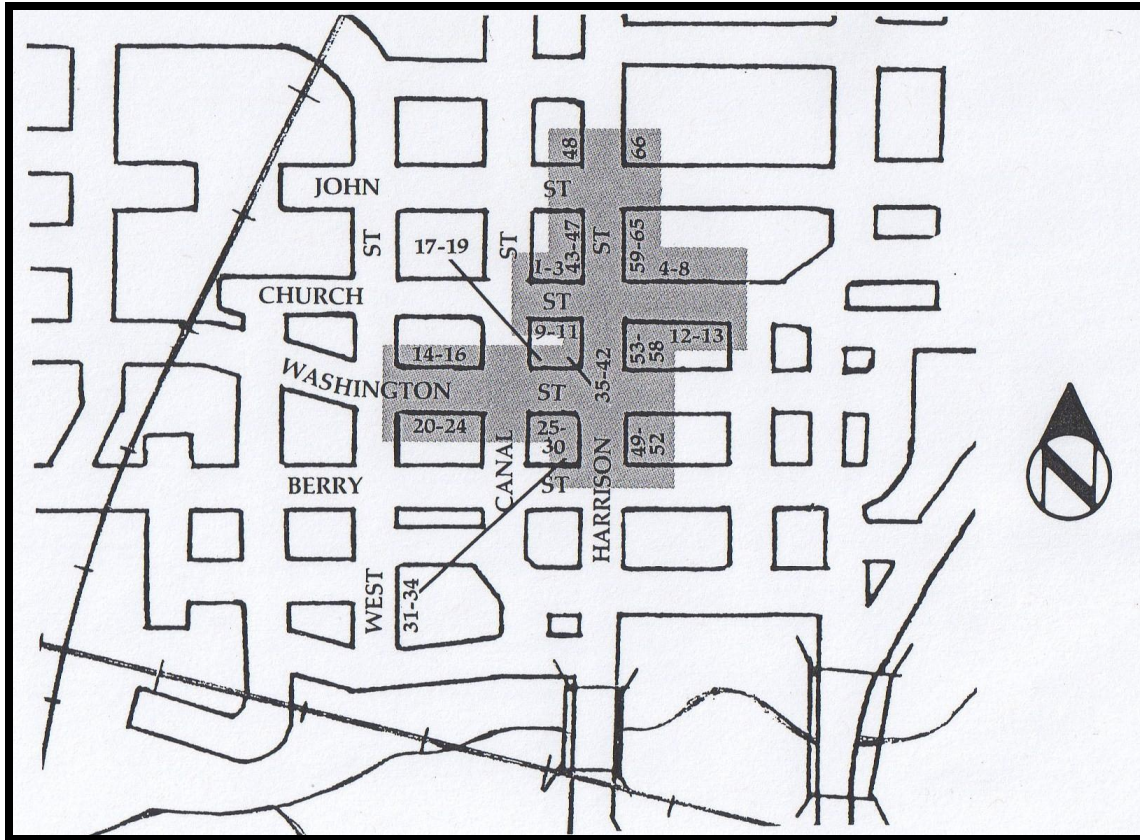 48
66
JOHN ST
ST
17-19
ST
1-3
43-47
ST
59-65
4-8
CHURCH ST
9-11
12-13
14-16
53-
58
35-42
WASHINGTON ST
20-24
25-
30
49-
52
CANAL
HARRISON
BERRY ST
WEST
31-34
N